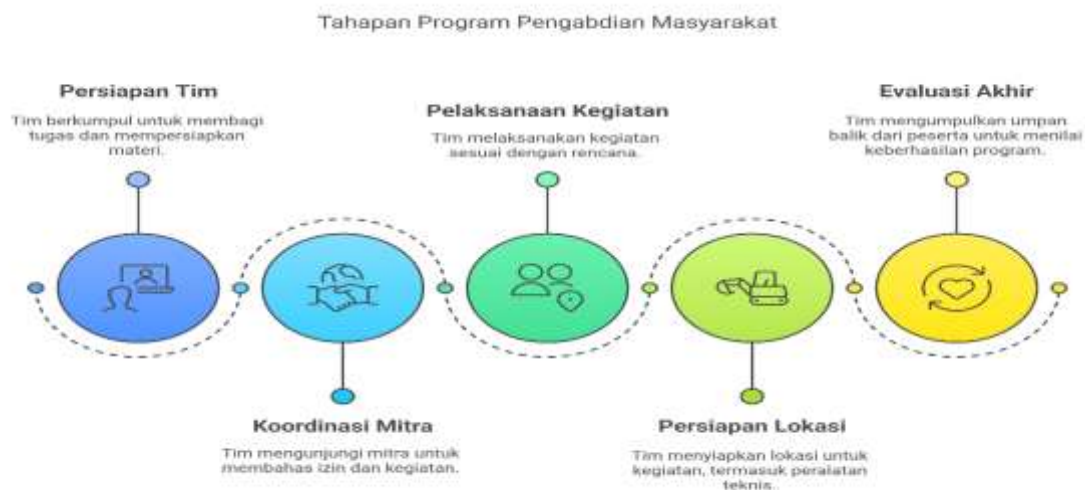 Tahapan Program Pengabdian Masyarakat
Persiapan Tim
Tim berkumpul untuk membagi
tugas dan mempersiapkan
materi.
Koordinasi Mitra
Tim mengunjungi mitra untuk
membahas izin dan kegiatan.
Pelaksanaan Kegiatan
Tim melaksanakan kegiatan
sesuai dengan rencana.
Persiapan Lokasi
Tim menyiapkan lokasi untuk
kegiatan, termasuk peralatan
teknis.
Evaluasi Akhir
Tim mengumpulkan umpan
balik dari peserta untuk menilai
keberhasilan program.